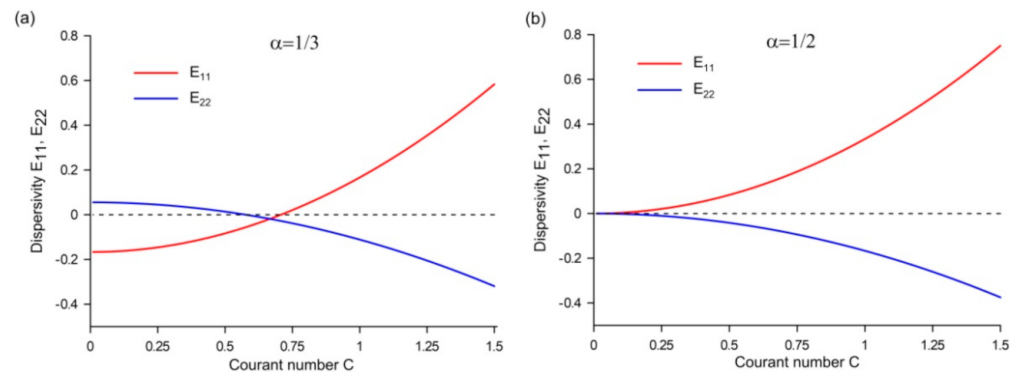 (a)
α=1/3
E₁₁
E₂₂
Dispersivity E₁₁, E₂₂
0.8
0.6
0.4
0.2
0
-0.2
-0.4
0 0.25 0.5 0.75 1 1.25 1.5
Courant number C
(b)
α=1/2
E₁₁
E₂₂
Dispersivity E₁₁, E₂₂
0.8
0.6
0.4
0.2
0
-0.2
-0.4
0 0.25 0.5 0.75 1 1.25 1.5
Courant number C